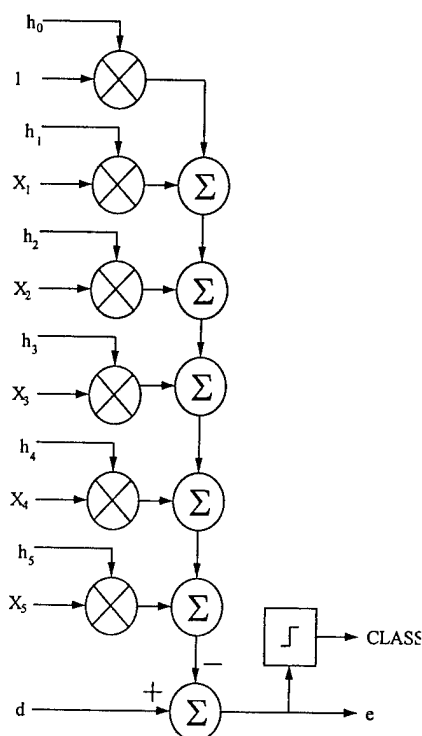 h₀
1
h₁
X₁
Σ
h₂
X₂
Σ
h₃
X₃
Σ
h₄
X₄
Σ
h₅
X₅
Σ
CLASS
−
+
d
Σ
e